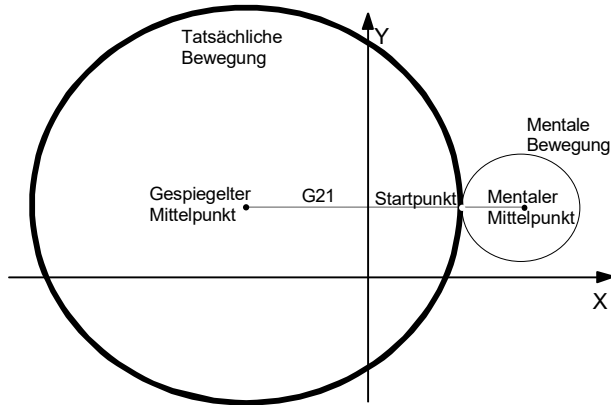 Tatsächliche
Bewegung
Y
Mentale
Bewegung
Gespiegelter
Mittelpunkt
G21
Startpunkt
Mentaler
Mittelpunkt
X